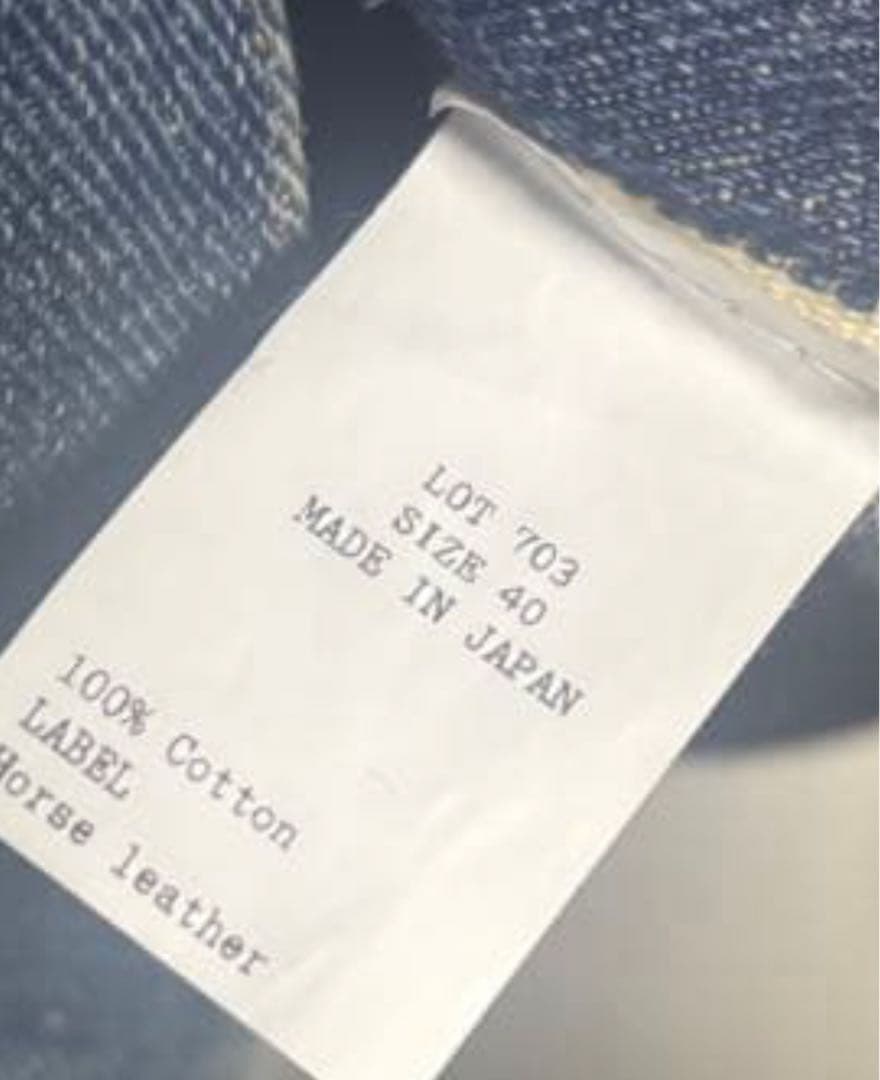 LOT 703
SIZE 40
MADE IN JAPAN
100% Cotton
LABEL
Horse leather